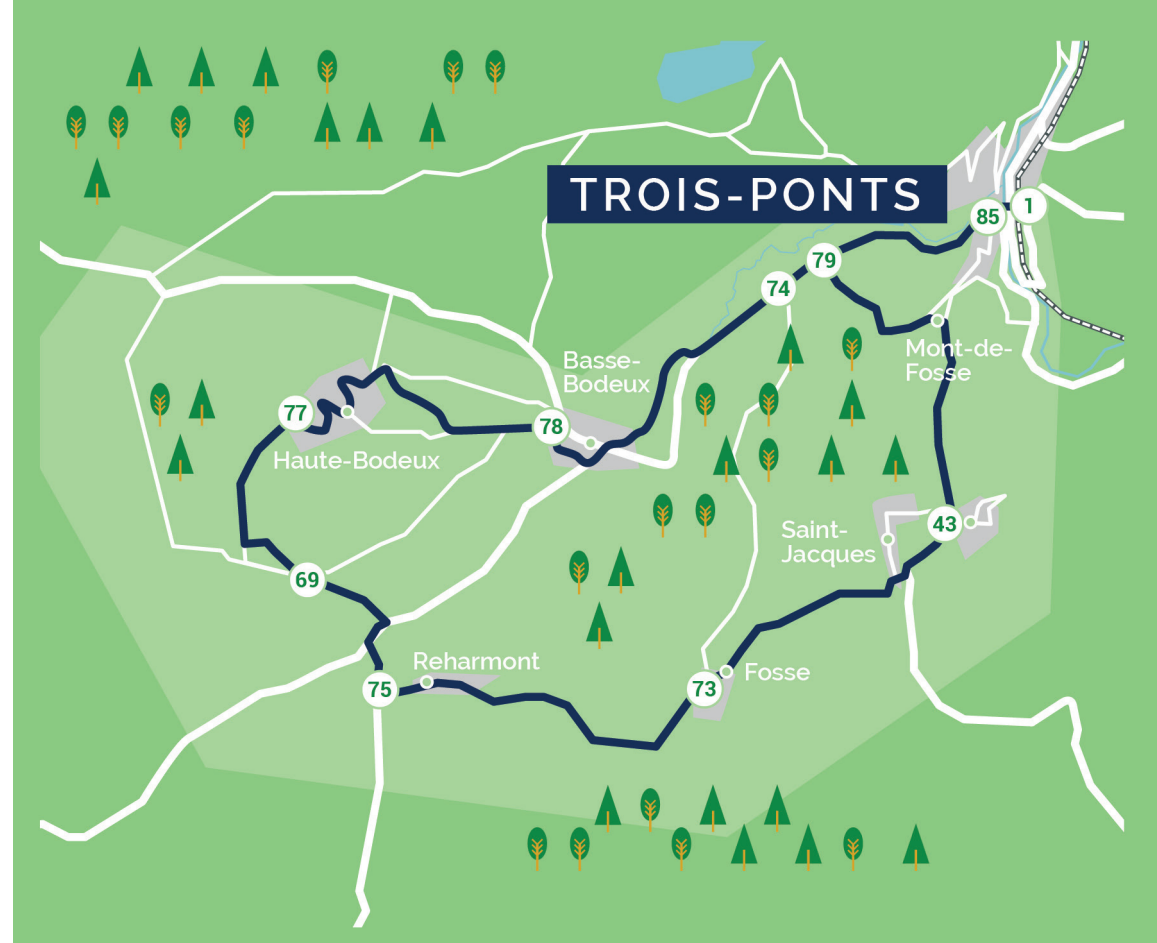 TROIS-PONTS
1
85
79
74
Mont-de-
Fosse
Basse-
Bodeux
77
78
Haute-Bodeux
43
Saint-
Jacques
69
Reharmont
75
73
Fosse